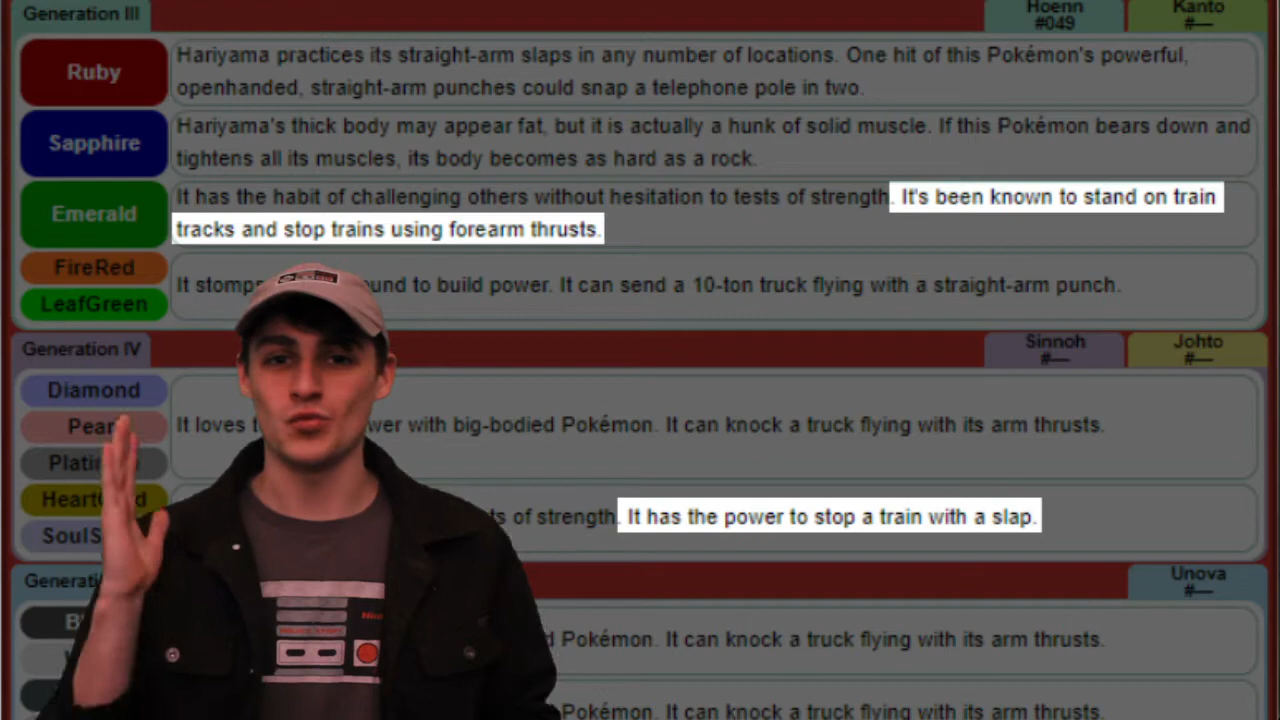 Generation III
Hoenn
#049
Kanto
#—
Ruby
Hariyama practices its straight-arm slaps in any number of locations. One hit of this Pokémon's powerful,
openhanded, straight-arm punches could snap a telephone pole in two.
Sapphire
Hariyama's thick body may appear fat, but it is actually a hunk of solid muscle. If this Pokémon bears down and
tightens all its muscles, its body becomes as hard as a rock.
Emerald
It has the habit of challenging others without hesitation to tests of strength. It's been known to stand on train
tracks and stop trains using forearm thrusts.
FireRed
LeafGreen
It stomps und to build power. It can send a 10-ton truck flying with a straight-arm punch.
Generation IV
Sinnoh
#—
Johto
#—
Diamond
Pear
Platin
It loves t wer with big-bodied Pokémon. It can knock a truck flying with its arm thrusts.
HeartG d
SoulS
ts of strength. It has the power to stop a train with a slap.
Generati
Unova
#—
B
d Pokémon. It can knock a truck flying with its arm thrusts.
Pokémon. It can knock a truck flying with its arm thrusts.